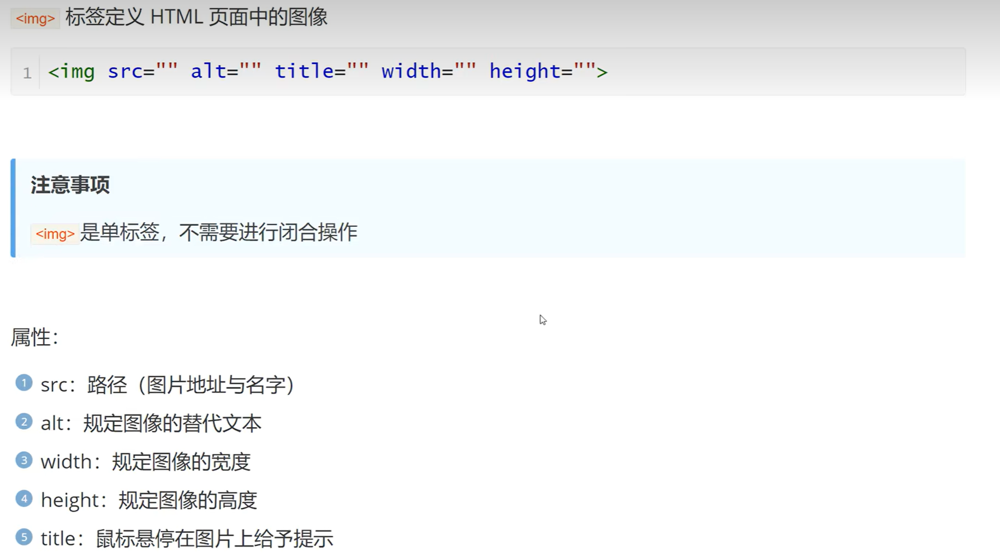 <img> 标签定义 HTML 页面中的图像
1 <img src="" alt="" title="" width="" height="">
注意事项
<img>是单标签，不需要进行闭合操作
属性：
1 src：路径（图片地址与名字）
2 alt：规定图像的替代文本
3 width：规定图像的宽度
4 height：规定图像的高度
5 title：鼠标悬停在图片上给予提示